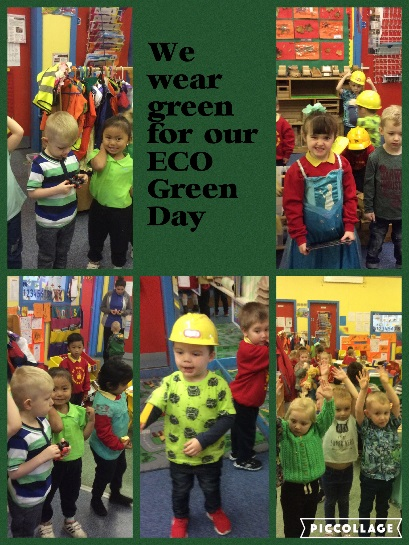 We
wear
green
for our
ECO
Green
Day
PICCOLLAGE